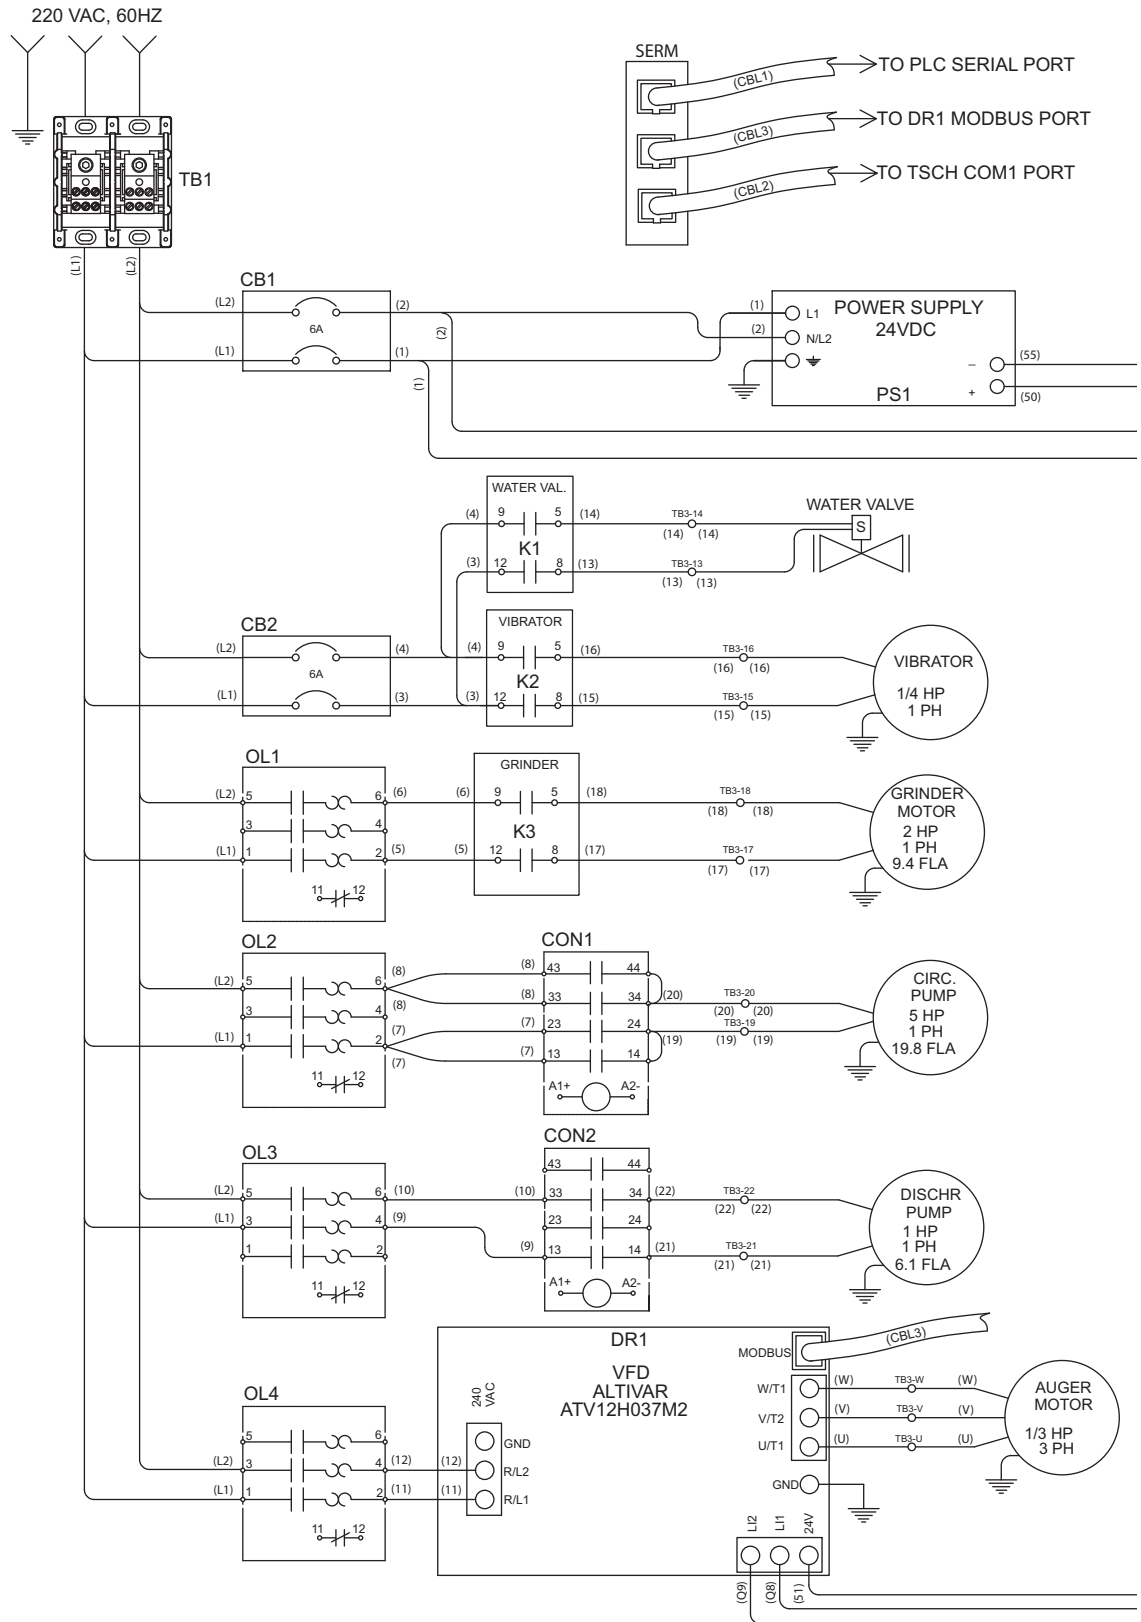 220 VAC, 60HZ
TB1
(L1)
(L2)
SERM
(CBL1)
TO PLC SERIAL PORT
(CBL3)
TO DR1 MODBUS PORT
(CBL2)
TO TSCH COM1 PORT
CB1
(L2)
6A
(2)
(2)
(L1)
(1)
(1)
(1)
L1
POWER SUPPLY
24VDC
(2)
N/L2
PS1
–
(55)
+
(50)
WATER VAL.
(4)
9
5
(14)
K1
(3)
12
8
(13)
TB3-14
(14)
(14)
TB3-13
(13)
(13)
WATER VALVE
S
CB2
(L2)
6A
(4)
(L1)
(3)
VIBRATOR
(4)
9
5
(16)
K2
(3)
12
8
(15)
TB3-16
(16)
(16)
TB3-15
(15)
(15)
VIBRATOR
1/4 HP
1 PH
OL1
(L2)
5
6
(6)
3
4
(L1)
1
2
(5)
11
12
GRINDER
(6)
9
5
(18)
K3
(5)
12
8
(17)
TB3-18
(18)
(18)
TB3-17
(17)
(17)
GRINDER
MOTOR
2 HP
1 PH
9.4 FLA
OL2
(L2)
5
6
(8)
(8)
3
4
(7)
(L1)
1
2
(7)
11
12
CON1
(8)
43
44
(8)
33
34
(20)
(7)
23
24
(19)
(7)
13
14
A1+
A2-
TB3-20
(20)
(20)
TB3-19
(19)
(19)
CIRC.
PUMP
5 HP
1 PH
19.8 FLA
OL3
(L2)
5
6
(10)
(L1)
3
4
(9)
1
2
11
12
CON2
43
44
(10)
33
34
(22)
23
24
(9)
13
14
(21)
A1+
A2-
TB3-22
(22)
(22)
TB3-21
(21)
(21)
DISCHR
PUMP
1 HP
1 PH
6.1 FLA
OL4
5
6
(L2)
3
4
(12)
(L1)
1
2
(11)
11
12
DR1
VFD
ALTIVAR
ATV12H037M2
240
VAC
GND
(12)
R/L2
(11)
R/L1
MODBUS
(CBL3)
W/T1
(W)
TB3-W
(W)
V/T2
(V)
TB3-V
(V)
U/T1
(U)
TB3-U
(U)
GND
AUGER
MOTOR
1/3 HP
3 PH
LI2
LI1
24V
(Q9)
(Q8)
(51)